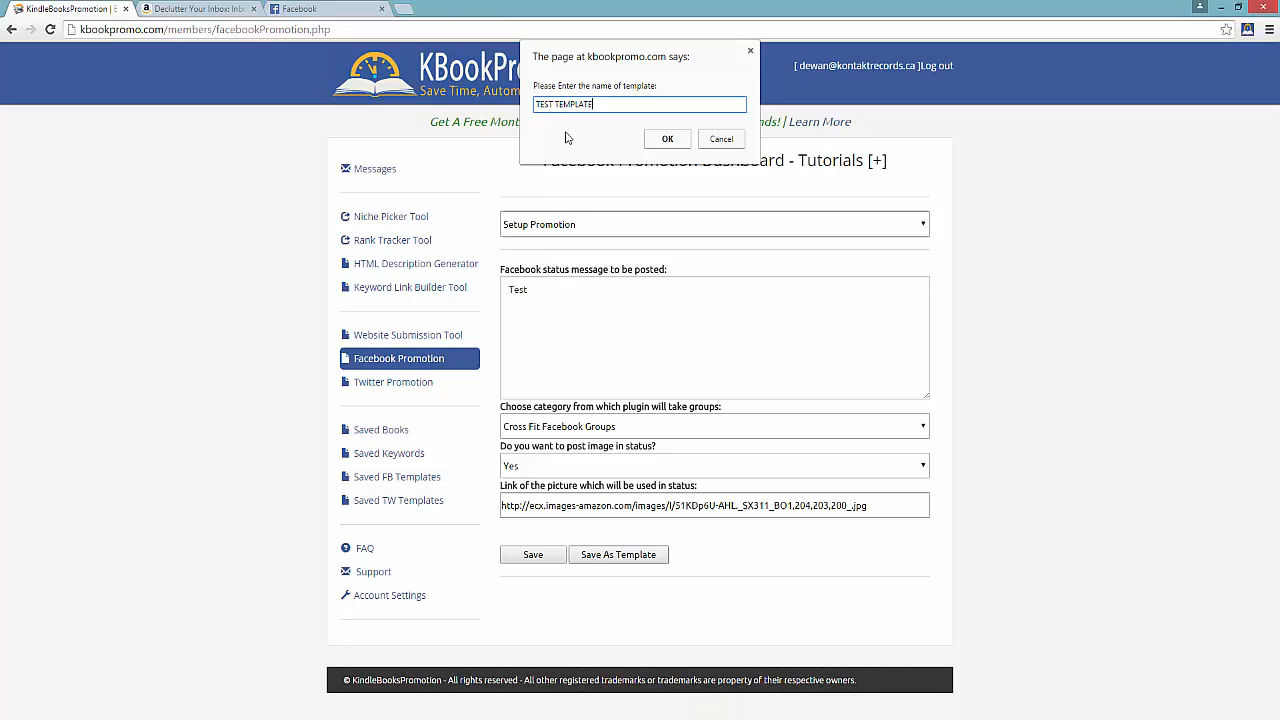 KindleBooksPromotion | E
Declutter Your Inbox: Inbo
Facebook
kbookpromo.com/members/facebookPromotion.php
KBookPr
Save Time, Autom
[ dewan@kontaktrecords.ca ]Log out
The page at kbookpromo.com says:
Please Enter the name of template:
TEST TEMPLATE
OK
Cancel
Get A Free Mont
nds! | Learn More
Facebook Promotion Dashboard - Tutorials [+]
Messages
Niche Picker Tool
Rank Tracker Tool
HTML Description Generator
Keyword Link Builder Tool
Website Submission Tool
Facebook Promotion
Twitter Promotion
Saved Books
Saved Keywords
Saved FB Templates
Saved TW Templates
FAQ
Support
Account Settings
Setup Promotion
Facebook status message to be posted:
Test
Choose category from which plugin will take groups:
Cross Fit Facebook Groups
Do you want to post image in status?
Yes
Link of the picture which will be used in status:
http://ecx.images-amazon.com/images/I/51KDp6U-AHL._SX311_BO1,204,203,200_.jpg
Save
Save As Template
© KindleBooksPromotion - All rights reserved - All other registered trademarks or trademarks are property of their respective owners.